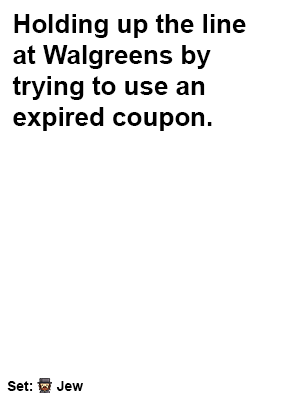 Holding up the line
at Walgreens by
trying to use an
expired coupon.
Set: Jew